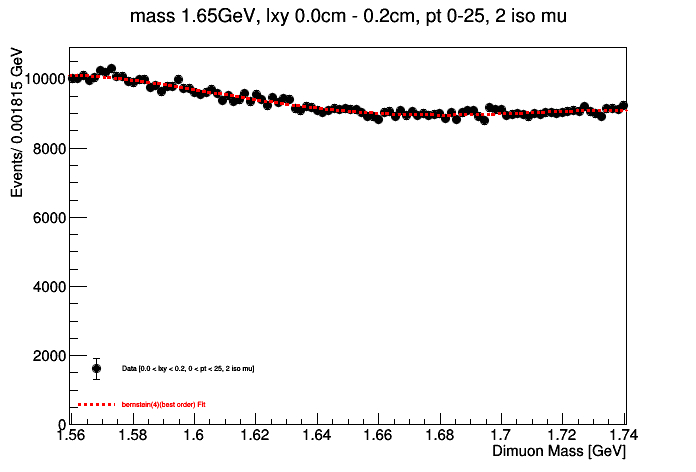 mass 1.65GeV, lxy 0.0cm - 0.2cm, pt 0-25, 2 iso mu
Events/ 0.001815 GeV
10000
8000
6000
4000
2000
0
Data [0.0 < lxy < 0.2, 0 < pt < 25, 2 iso mu]
bernstein(4)(best order) Fit
1.56 1.58 1.6 1.62 1.64 1.66 1.68 1.7 1.72 1.74
Dimuon Mass [GeV]